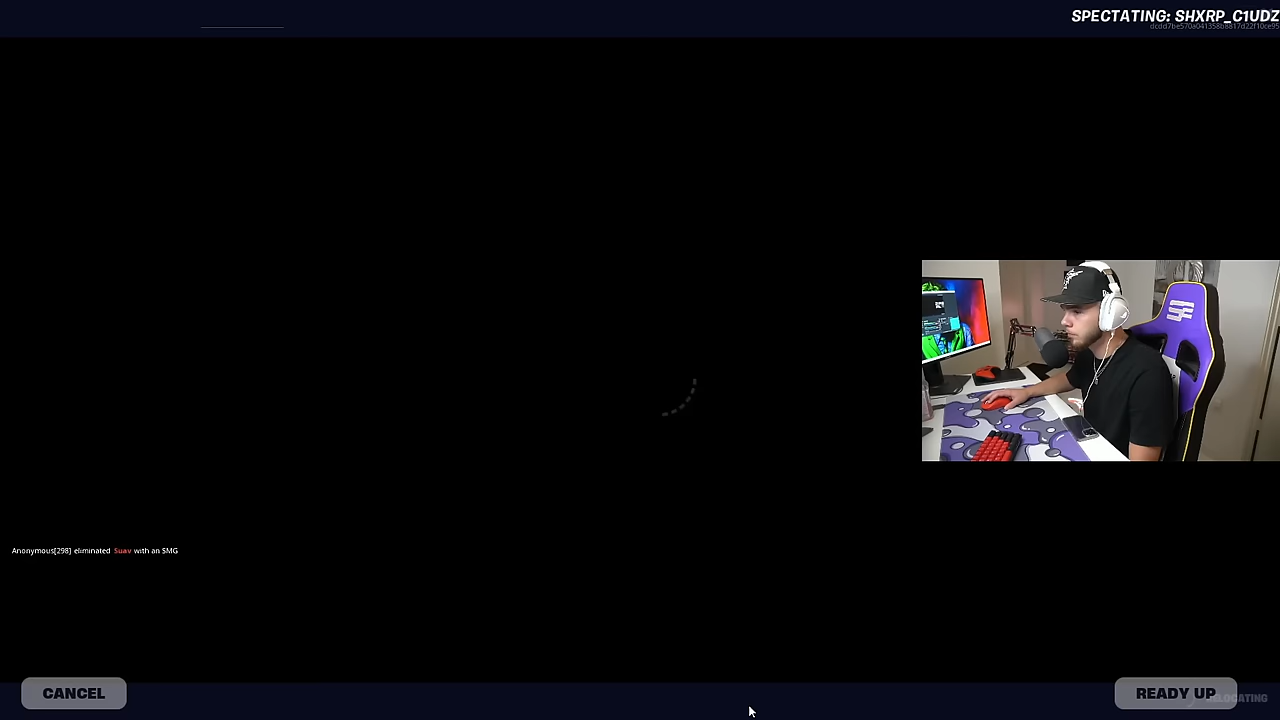 SPECTATING: SHXRP_C1UDZ
Anonymous[298] eliminated Suav with an SMG
CANCEL
READY UP